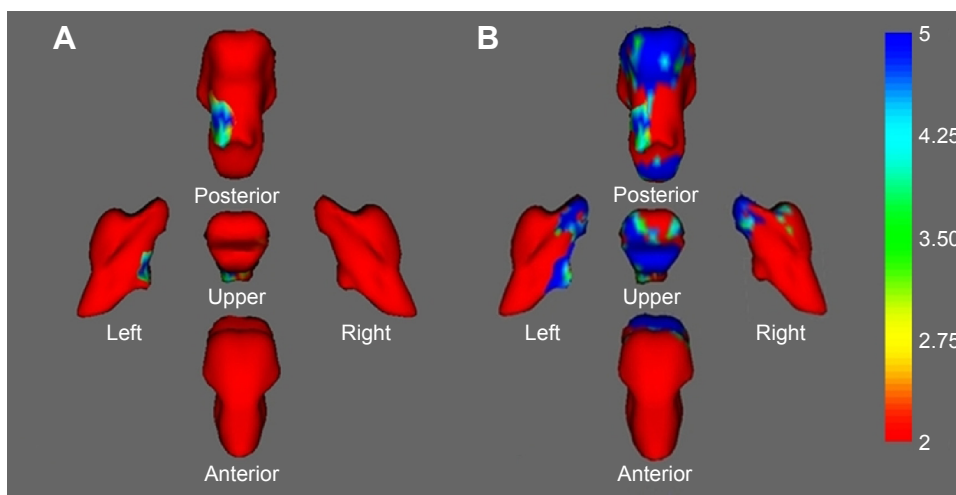 A
B
5
4.25
3.50
2.75
2
Posterior
Posterior
Upper
Upper
Left
Right
Left
Right
Anterior
Anterior